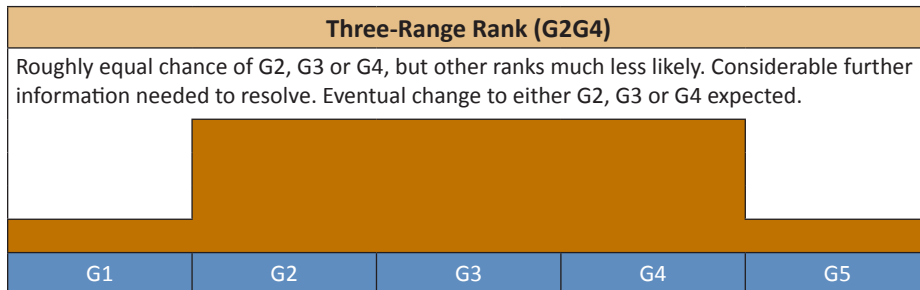 Three-Range Rank (G2G4)
Roughly equal chance of G2, G3 or G4, but other ranks much less likely. Considerable further
information needed to resolve. Eventual change to either G2, G3 or G4 expected.
G1 G2 G3 G4 G5